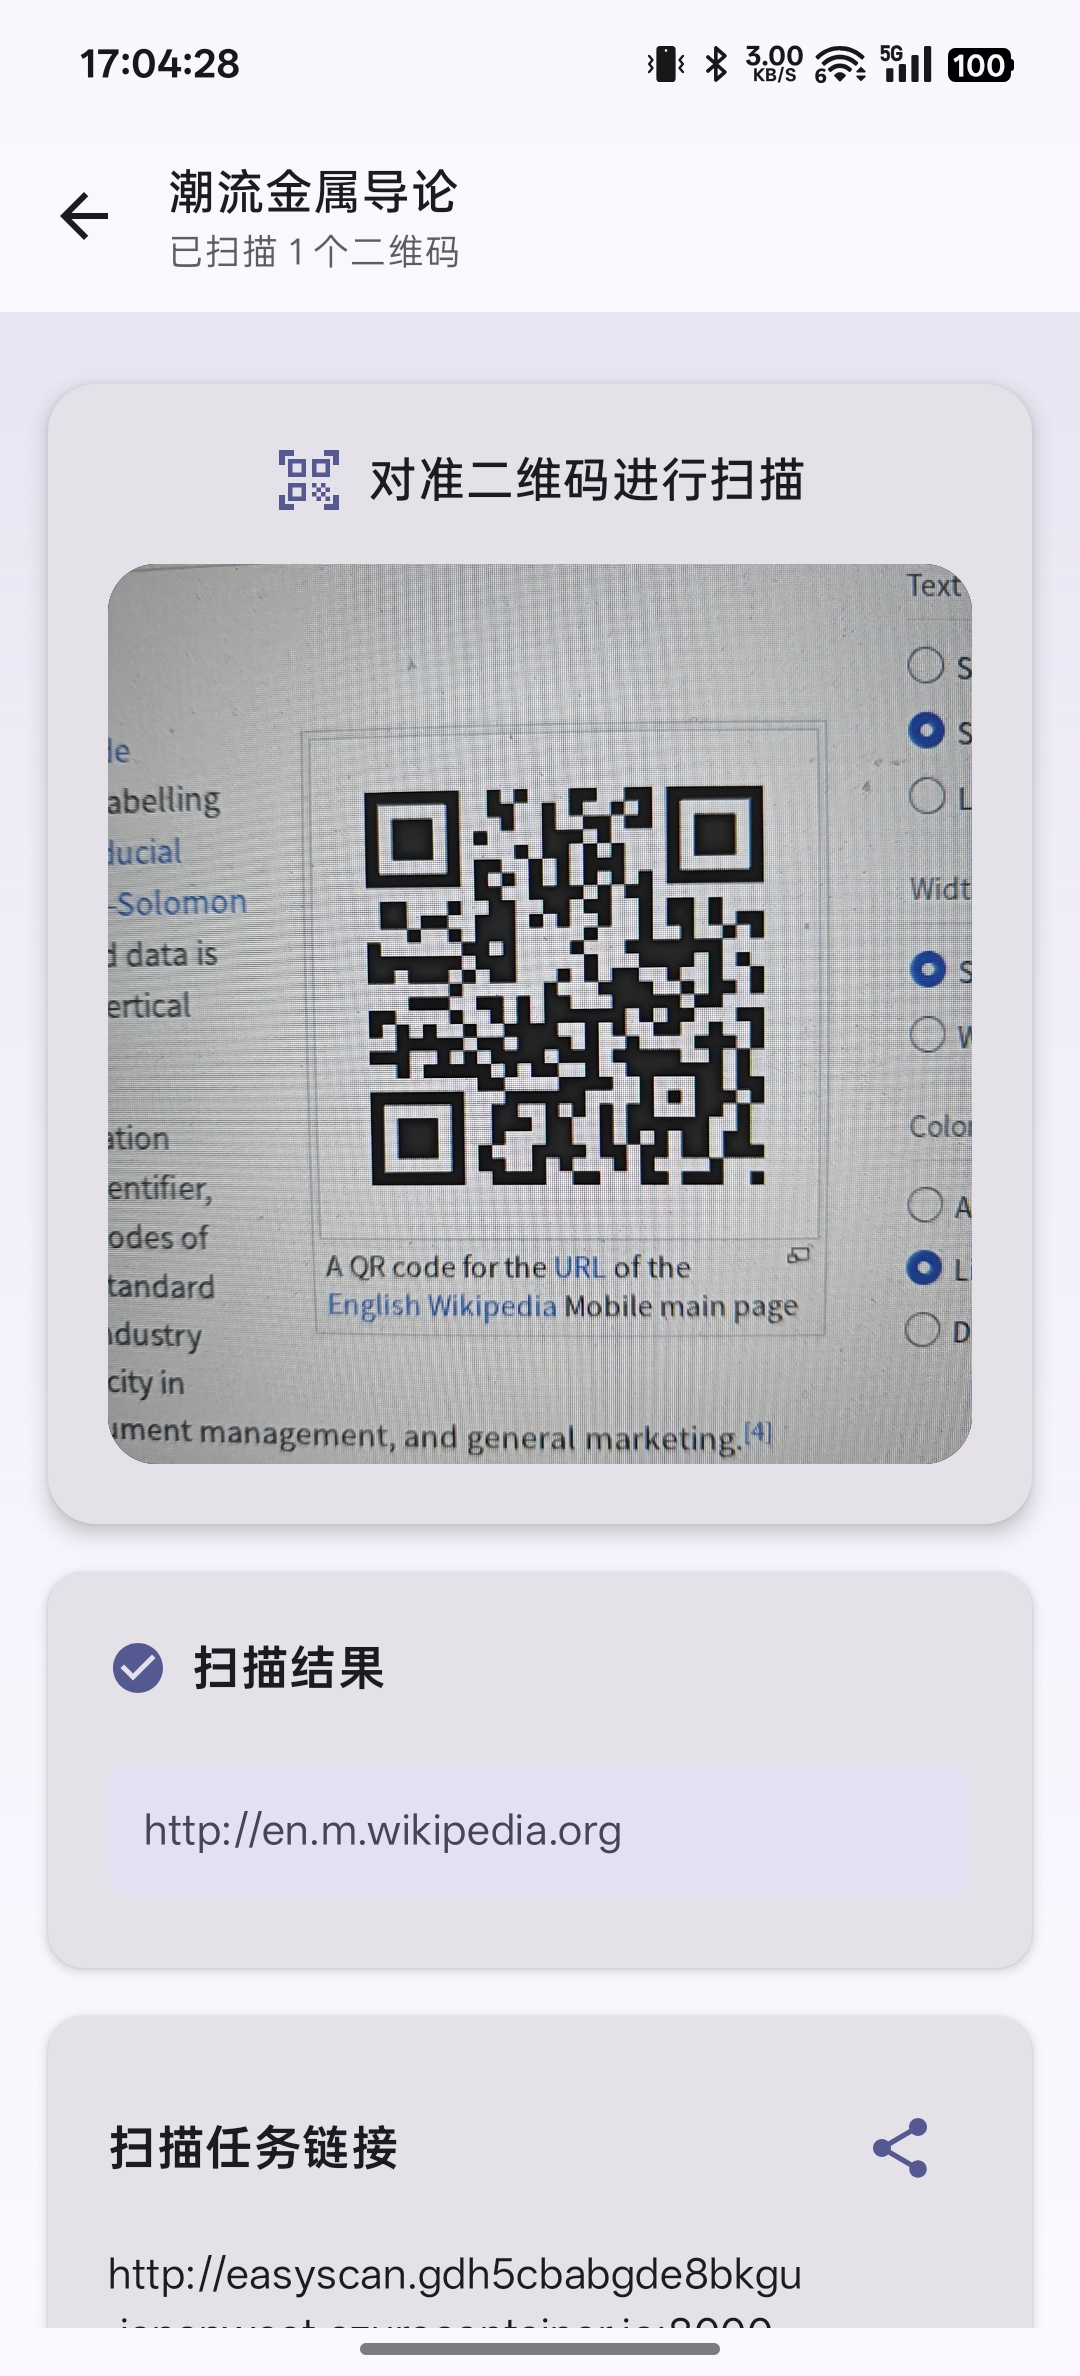 17:04:28
3.00
KB/S
6
5G
100
潮流金属导论
已扫描 1 个二维码
对准二维码进行扫描
Text
S
de
S
abelling
L
ducial
Widt
-Solomon
d data is
S
ertical
W
Color
ation
entifier,
A
odes of
A QR code for the URL of the
Li
tandard
English Wikipedia Mobile main page
D
ndustry
city in
ument management, and general marketing.[4]
扫描结果
http://en.m.wikipedia.org
扫描任务链接
http://easyscan.gdh5cbabgde8bkgu